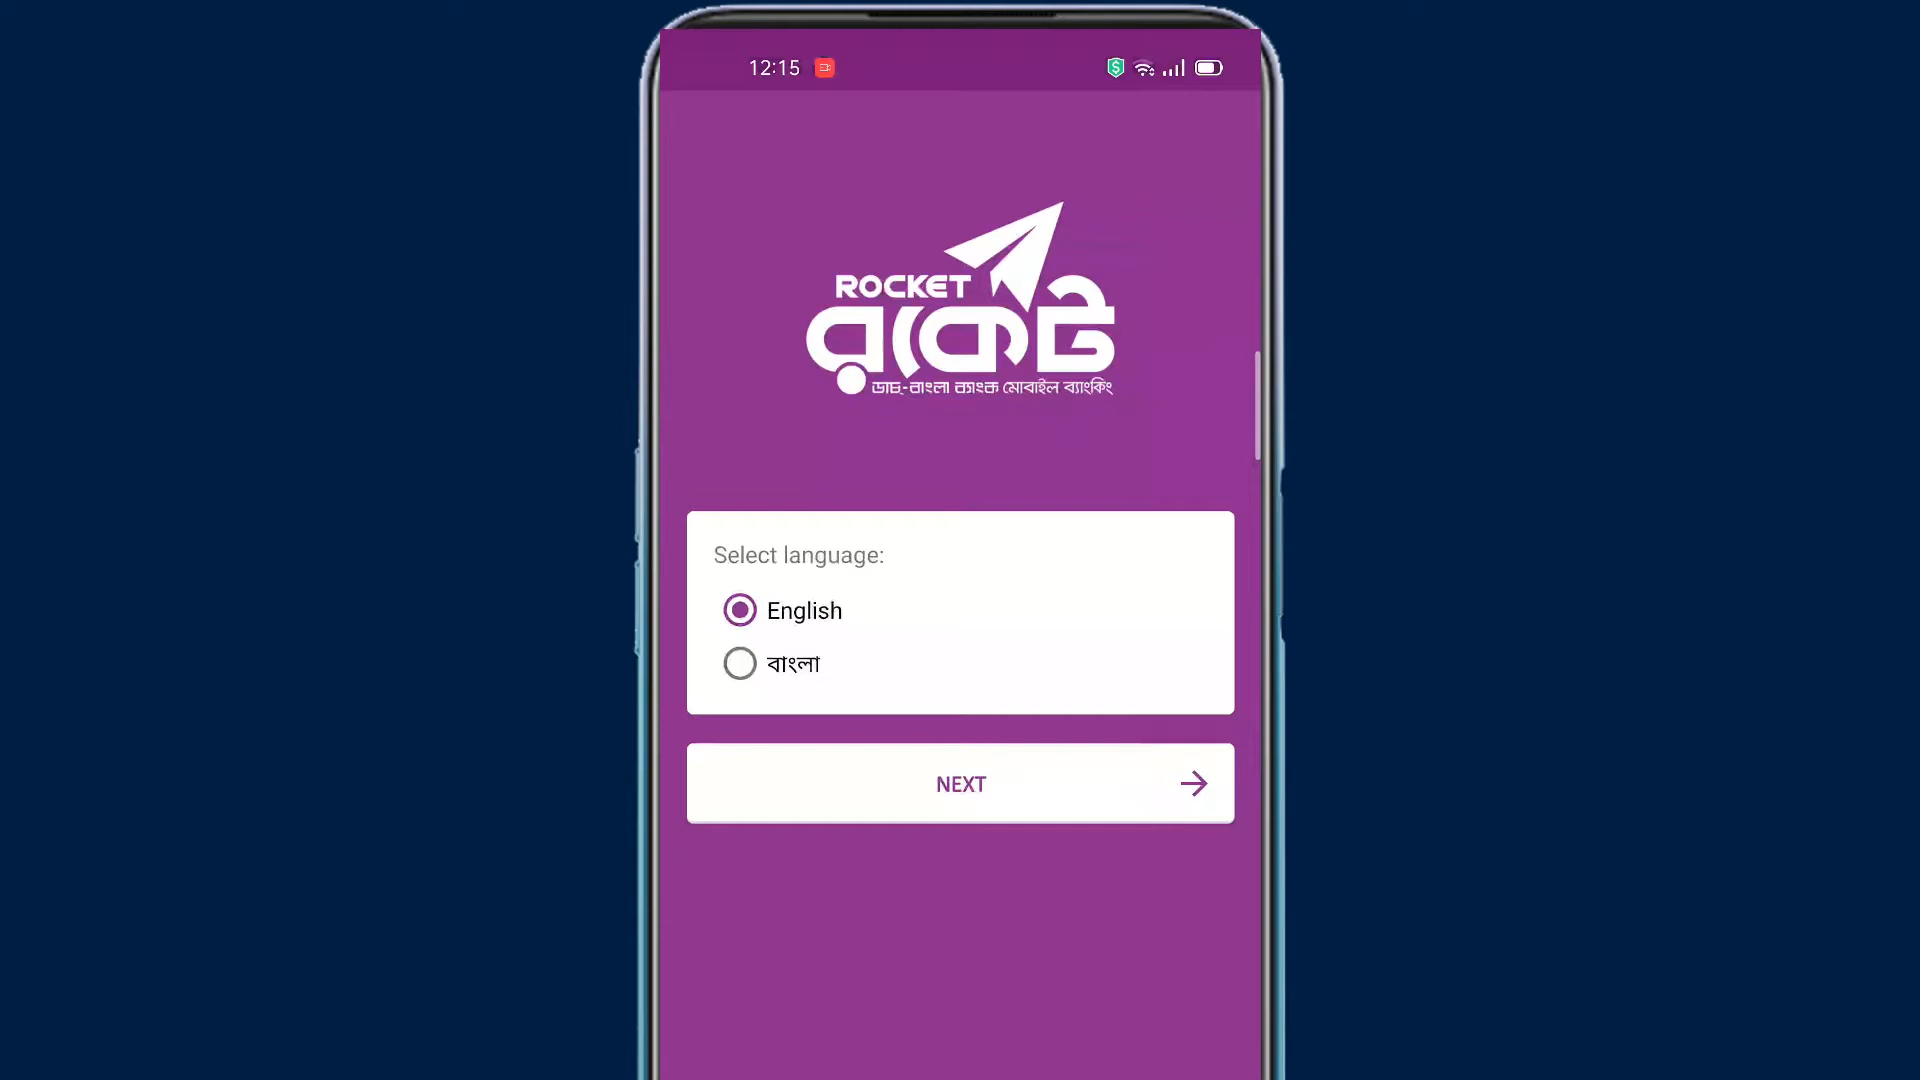 12:15
ROCKET
রকেট
ডাচ্-বাংলা ব্যাংক মোবাইল ব্যাংকিং
Select language:
English
বাংলা
NEXT